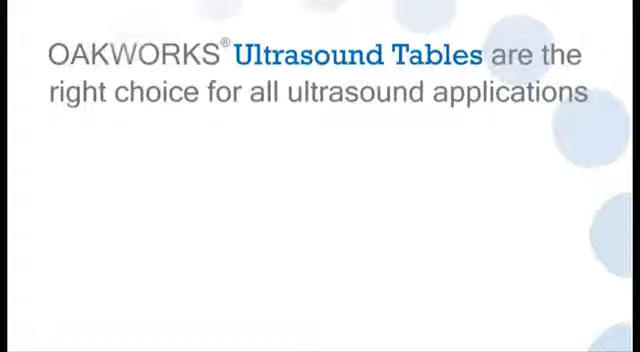 OAKWORKS® Ultrasound Tables are the
right choice for all ultrasound applications